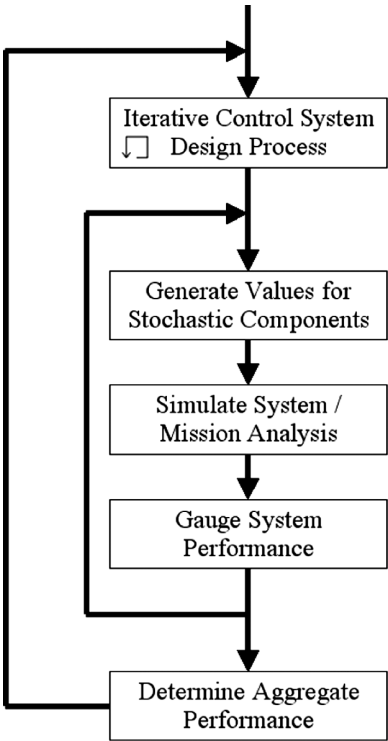 Iterative Control System
Design Process
Generate Values for
Stochastic Components
Simulate System /
Mission Analysis
Gauge System
Performance
Determine Aggregate
Performance